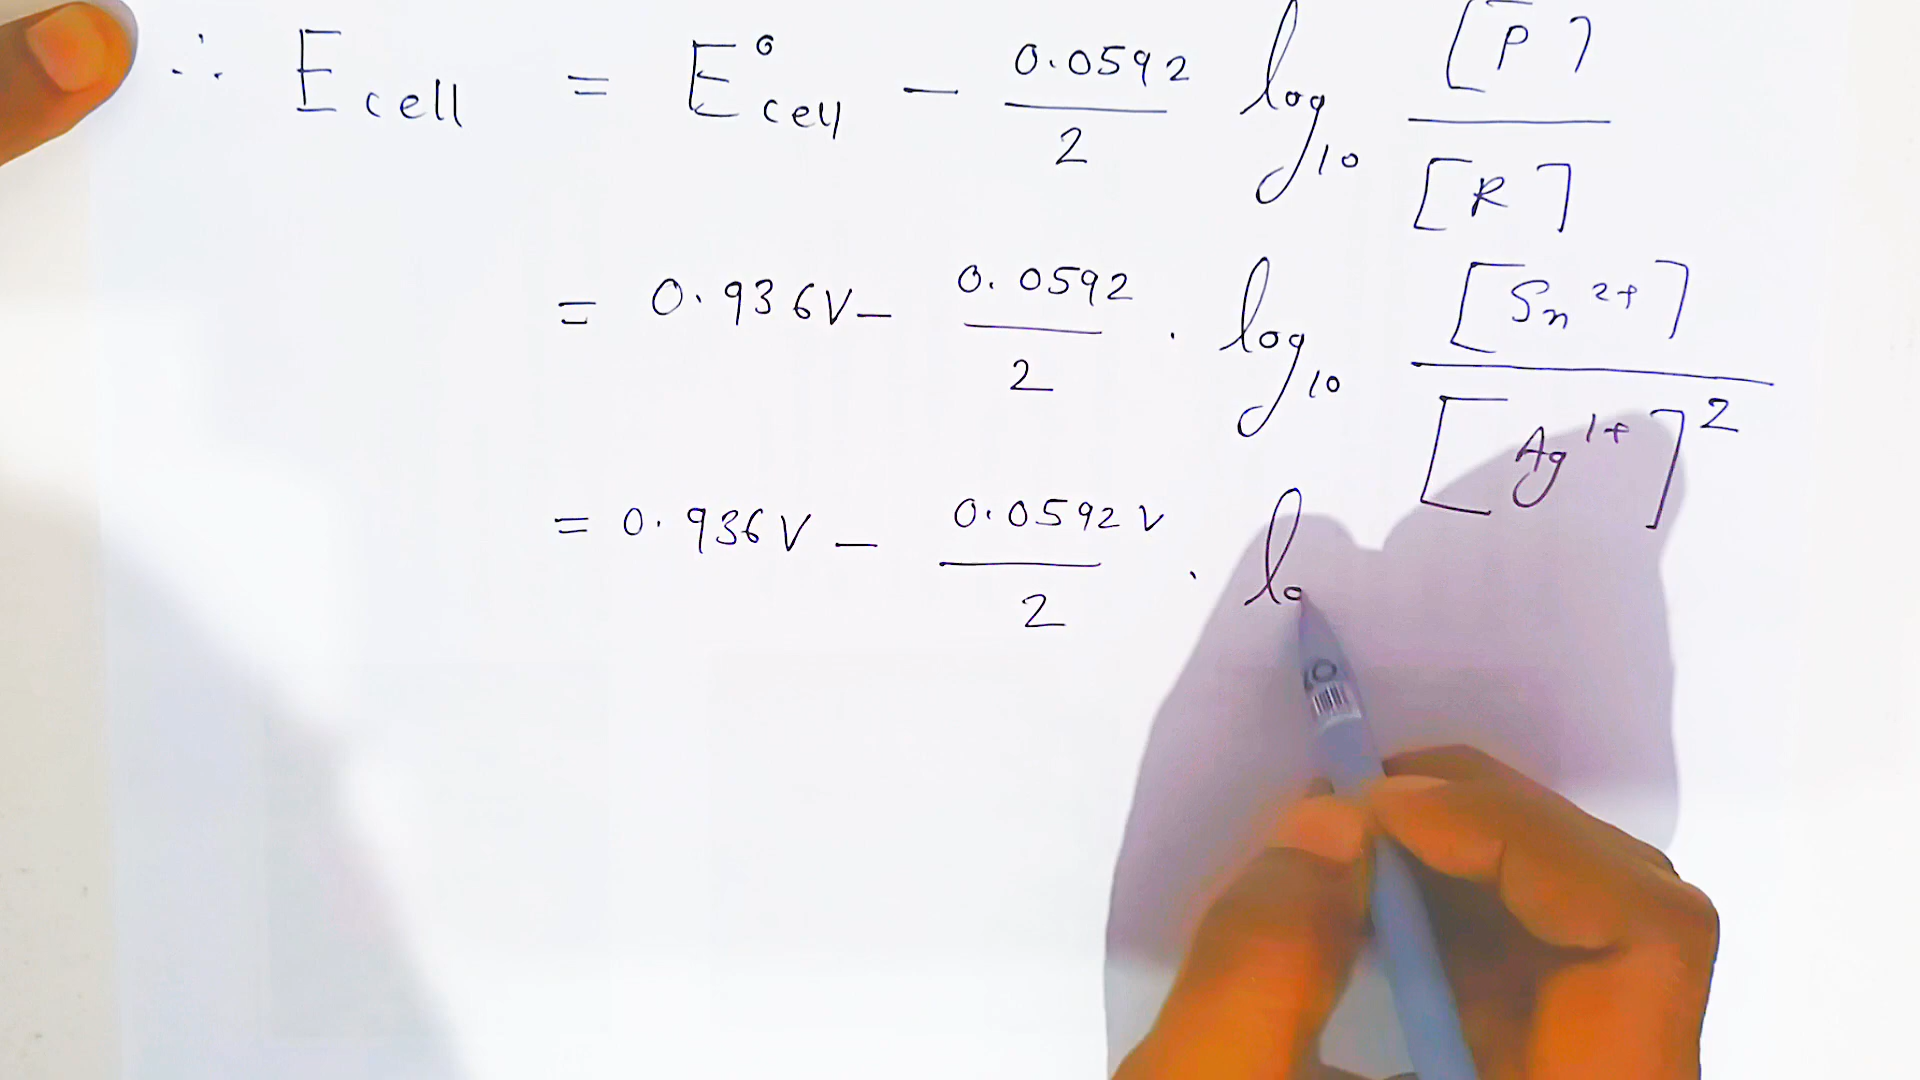 ∴ E cell = E° cell - 0.0592/2 log10 [P]/[R]
= 0.936V - 0.0592/2 . log10 [Sn2+]/[Ag1+]2
= 0.936V - 0.0592V/2 . lo